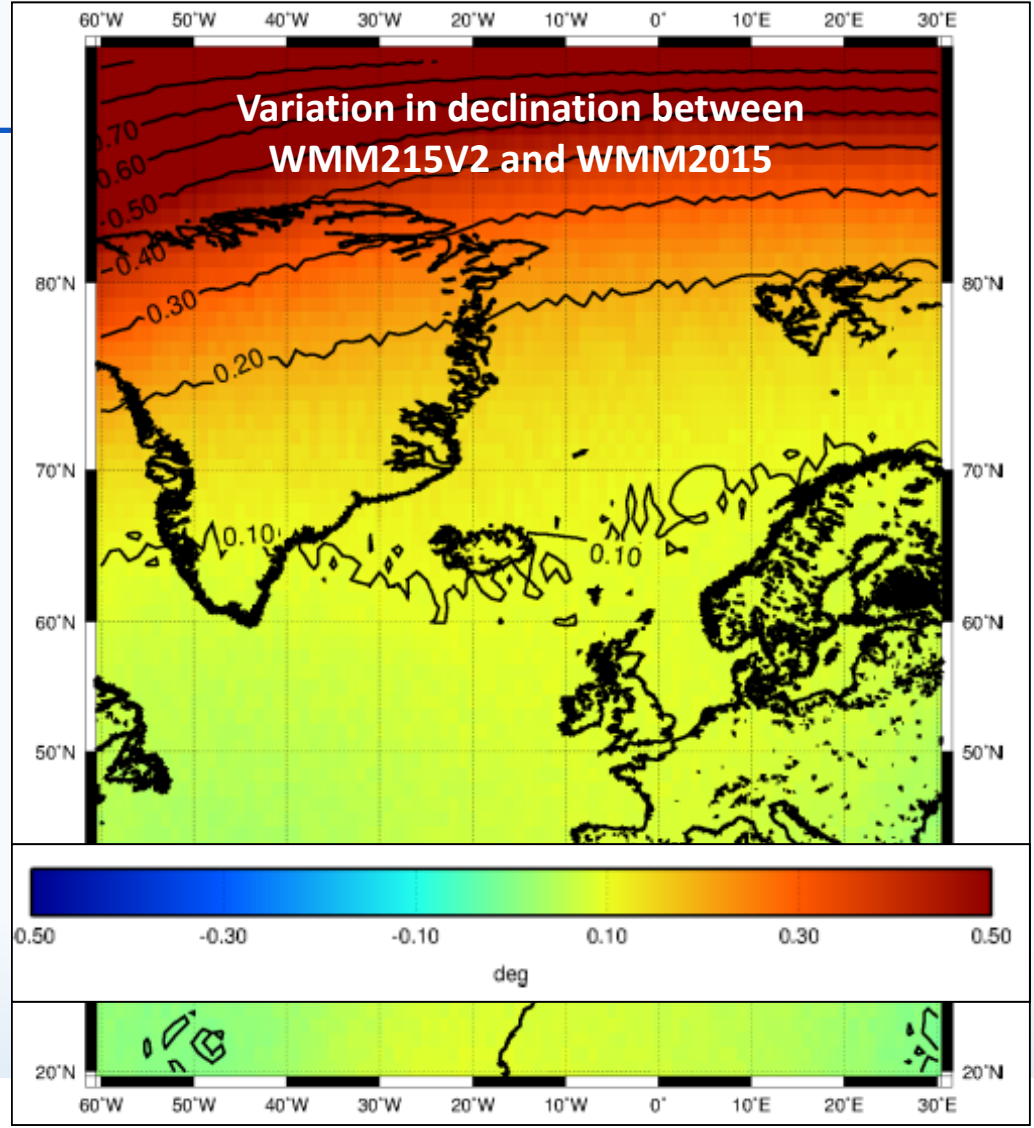 60°W 50°W 40°W 30°W 20°W 10°W 0° 10°E 20°E 30°E
Variation in declination between
WMM215V2 and WMM2015
0.70
0.60
0.50
0.40
80°N 80°N
0.30
0.20
70°N 70°N
0.10 0.10
60°N 60°N
50°N 50°N
0.50 -0.30 -0.10 0.10 0.30 0.50
deg
20°N 20°N
60°W 50°W 40°W 30°W 20°W 10°W 0° 10°E 20°E 30°E